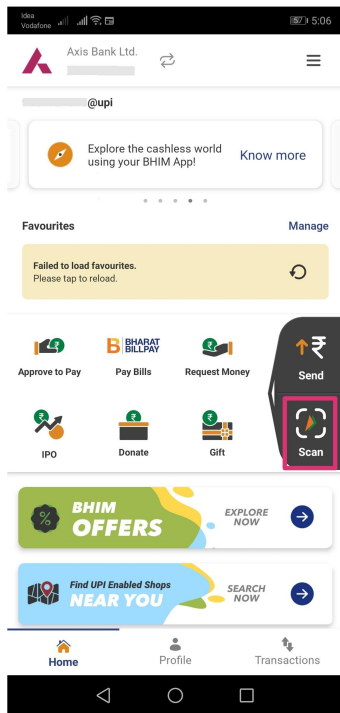 Idea
Vodafone
57
5:06
Axis Bank Ltd.
@upi
Explore the cashless world
using your BHIM App!
Know more
Favourites
Manage
Failed to load favourites.
Please tap to reload.
Approve to Pay
B BHARAT
BILLPAY
Pay Bills
Request Money
Send
IPO
Donate
Gift
Scan
BHIM
OFFERS
EXPLORE
NOW
Find UPI Enabled Shops
NEAR YOU
SEARCH
NOW
Home
Profile
Transactions